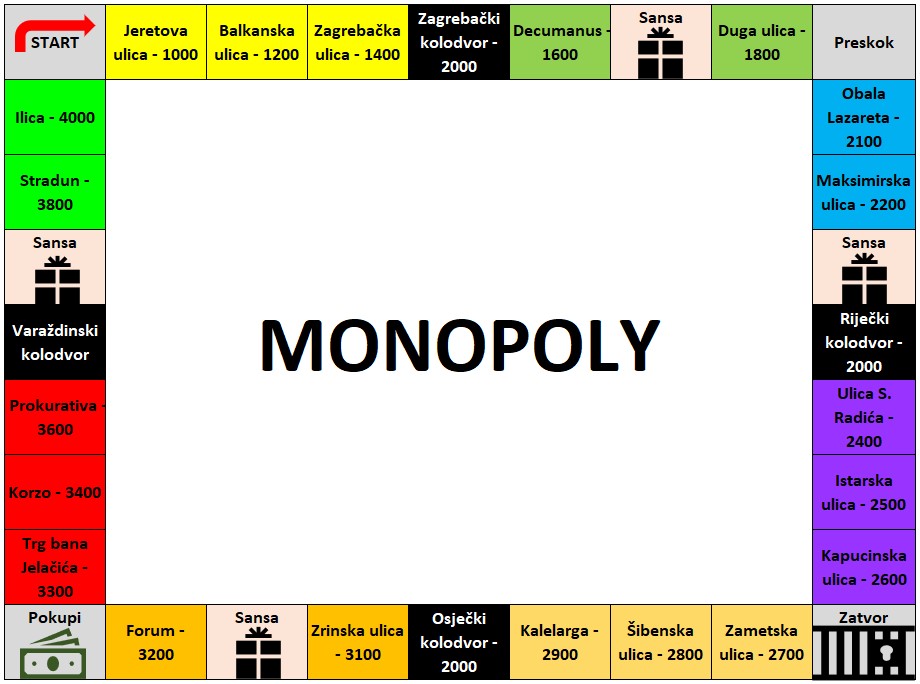 START
Jeretova
ulica - 1000
Balkanska
ulica - 1200
Zagrebačka
ulica - 1400
Zagrebački
kolodvor -
2000
Decumanus -
1600
Sansa
Duga ulica -
1800
Preskok
Obala
Lazareta -
2100
Maksimirska
ulica - 2200
Sansa
Riječki
kolodvor -
2000
Ulica S.
Radića -
2400
Istarska
ulica - 2500
Kapucinska
ulica - 2600
Zatvor
Zametska
ulica - 2700
Šibenska
ulica - 2800
Kalelarga -
2900
Osječki
kolodvor -
2000
Zrinska ulica
- 3100
Sansa
Forum -
3200
Pokupi
Trg bana
Jelačića -
3300
Korzo - 3400
Prokurativa -
3600
Varaždinski
kolodvor
Sansa
Stradun -
3800
Ilica - 4000
MONOPOLY